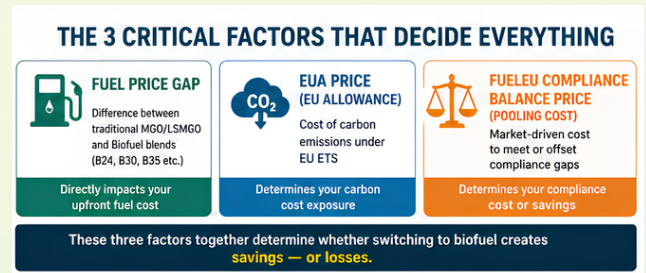 THE 3 CRITICAL FACTORS THAT DECIDE EVERYTHING
FUEL PRICE GAP
Difference between
traditional MGO/LSMGO
and Biofuel blends
(B24, B30, B35 etc.)
Directly impacts your
upfront fuel cost
CO₂
EUA PRICE
(EU ALLOWANCE)
Cost of carbon
emissions under
EU ETS
Determines your carbon
cost exposure
FUELEU COMPLIANCE
BALANCE PRICE
(POOLING COST)
Market-driven cost
to meet or offset
compliance gaps
Determines your compliance
cost or savings
These three factors together determine whether switching to biofuel creates
savings — or losses.